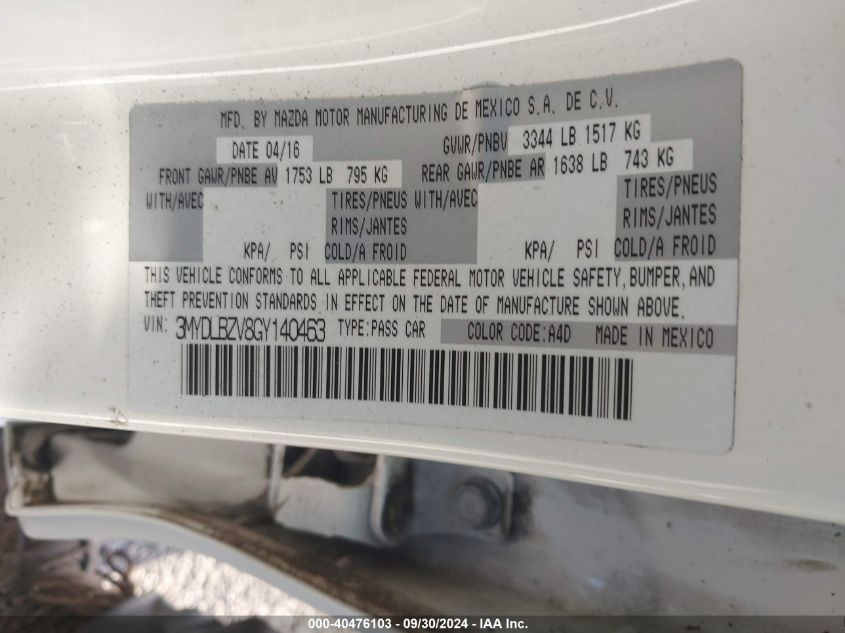 MFD. BY MAZDA MOTOR MANUFACTURING DE MEXICO S.A. DE C.V.
DATE 04/16 GVWR/PNBV 3344 LB 1517 KG
FRONT GAWR/PNBE AV 1753 LB 795 KG REAR GAWR/PNBE AR 1638 LB 743 KG
WITH/AVEC TIRES/PNEUS WITH/AVEC TIRES/PNEUS
RIMS/JANTES RIMS/JANTES
KPA/ PSI COLD/A FROID KPA/ PSI COLD/A FROID
THIS VEHICLE CONFORMS TO ALL APPLICABLE FEDERAL MOTOR VEHICLE SAFETY, BUMPER, AND
THEFT PREVENTION STANDARDS IN EFFECT ON THE DATE OF MANUFACTURE SHOWN ABOVE.
VIN: 3MYDLBZV8GY140463 TYPE:PASS CAR COLOR CODE:A4D MADE IN MEXICO
000-40476103 - 09/30/2024 - IAA Inc.